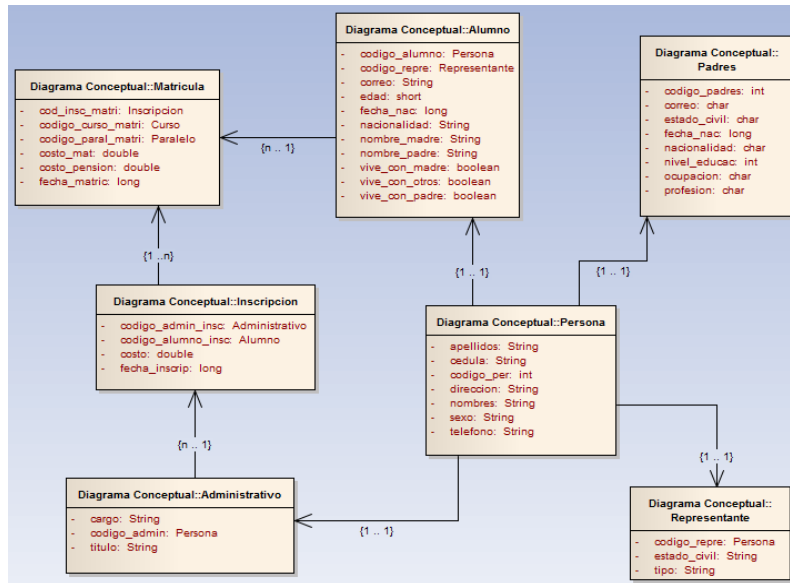 Diagrama Conceptual::Matricula
- cod_insc_matri: Inscripcion
- codigo_curso_matri: Curso
- codigo_paral_matri: Paralelo
- costo_mat: double
- costo_pension: double
- fecha_matric: long
Diagrama Conceptual::Alumno
- codigo_alumno: Persona
- codigo_repre: Representante
- correo: String
- edad: short
- fecha_nac: long
- nacionalidad: String
- nombre_madre: String
- nombre_padre: String
- vive_con_madre: boolean
- vive_con_otros: boolean
- vive_con_padre: boolean
Diagrama Conceptual::
Padres
- codigo_padres: int
- correo: char
- estado_civil: char
- fecha_nac: long
- nacionalidad: char
- nivel_educac: int
- ocupacion: char
- profesion: char
{n .. 1}
{1 ..n}
{1 .. 1}
{1 .. 1}
Diagrama Conceptual::Inscripcion
- codigo_admin_insc: Administrativo
- codigo_alumno_insc: Alumno
- costo: double
- fecha_inscrip: long
Diagrama Conceptual::Persona
- apellidos: String
- cedula: String
- codigo_per: int
- direccion: String
- nombres: String
- sexo: String
- telefono: String
{n .. 1}
{1 .. 1}
Diagrama Conceptual::Administrativo
- cargo: String
- codigo_admin: Persona
- titulo: String
{1 .. 1}
Diagrama Conceptual::
Representante
- codigo_repre: Persona
- estado_civil: String
- tipo: String